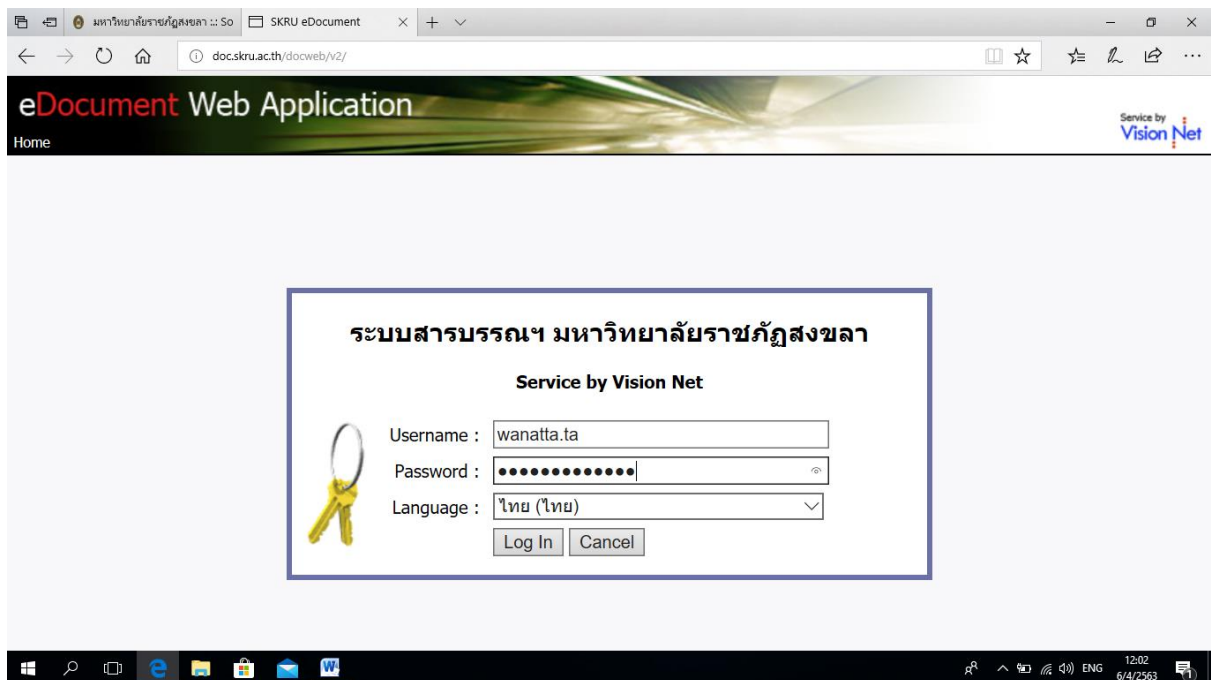 มหาวิทยาลัยราชภัฏสงขลา ::: So
SKRU eDocument
doc.skru.ac.th/docweb/v2/
eDocument Web Application
Home
Service by
Vision Net
ระบบสารบรรณฯ มหาวิทยาลัยราชภัฏสงขลา
Service by Vision Net
Username : wanatta.ta
Password : •••••••••••••
Language : ไทย (ไทย)
Log In Cancel
ENG
12:02
6/4/2563